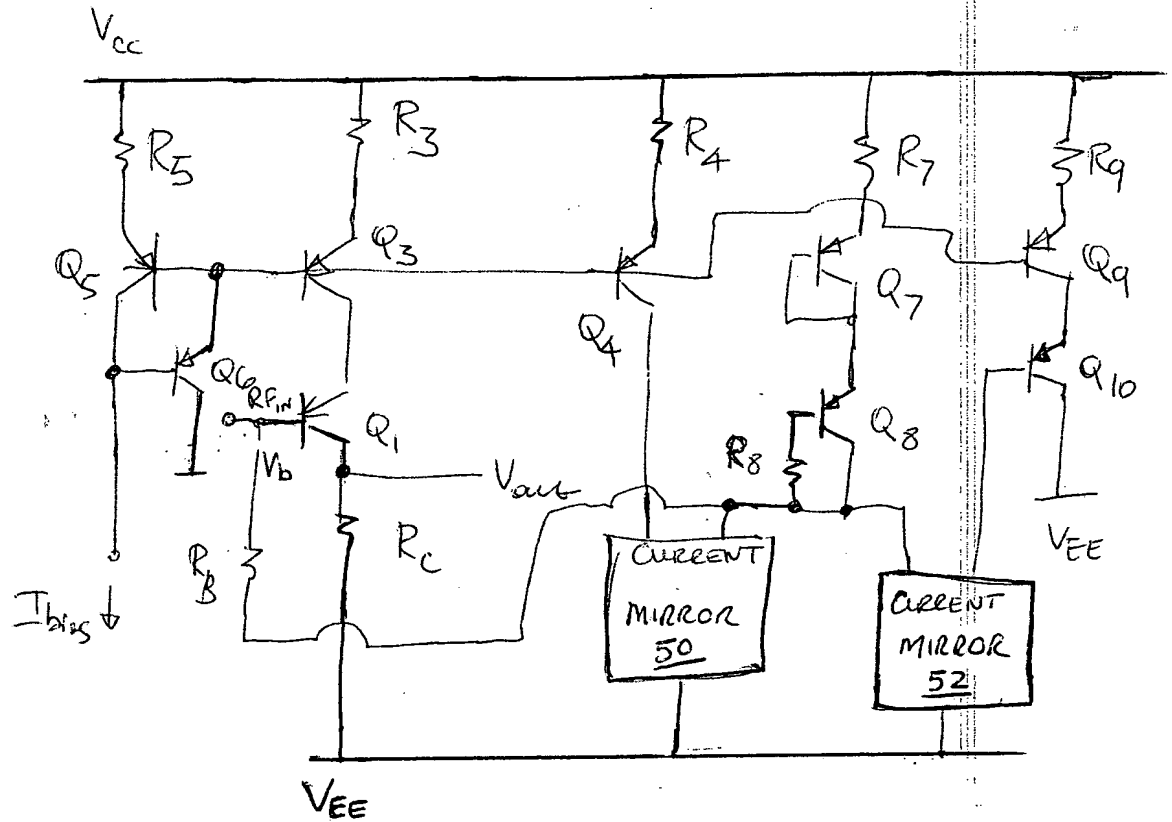 Vcc
R5
R3
R4
R7
R9
Q5
Q3
Q4
Q7
Q9
Q6
RFIN
Q1
Vb
Vout
Q8
Q10
R8
RB
RC
Ibias
CURRENT
MIRROR
50
VEE
CURRENT
MIRROR
52
VEE